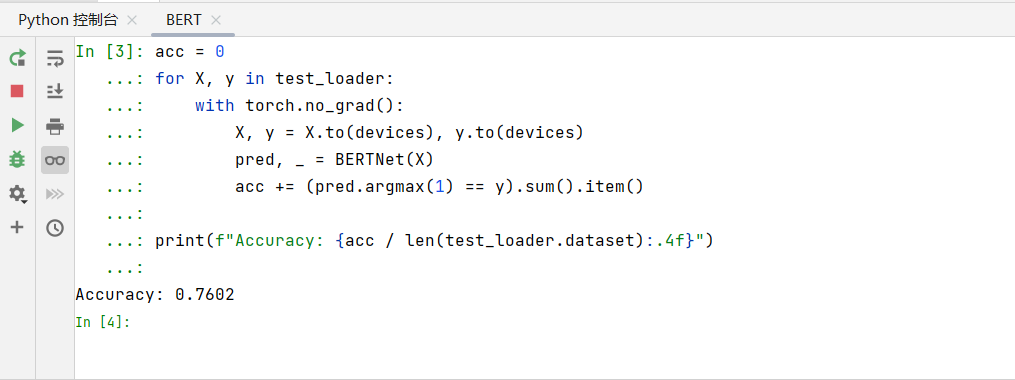 Python 控制台 × BERT ×
In [3]: acc = 0
...: for X, y in test_loader:
...:     with torch.no_grad():
...:         X, y = X.to(devices), y.to(devices)
...:         pred, _ = BERTNet(X)
...:         acc += (pred.argmax(1) == y).sum().item()
...:
...: print(f"Accuracy: {acc / len(test_loader.dataset):.4f}")
...:
Accuracy: 0.7602
In [4]: